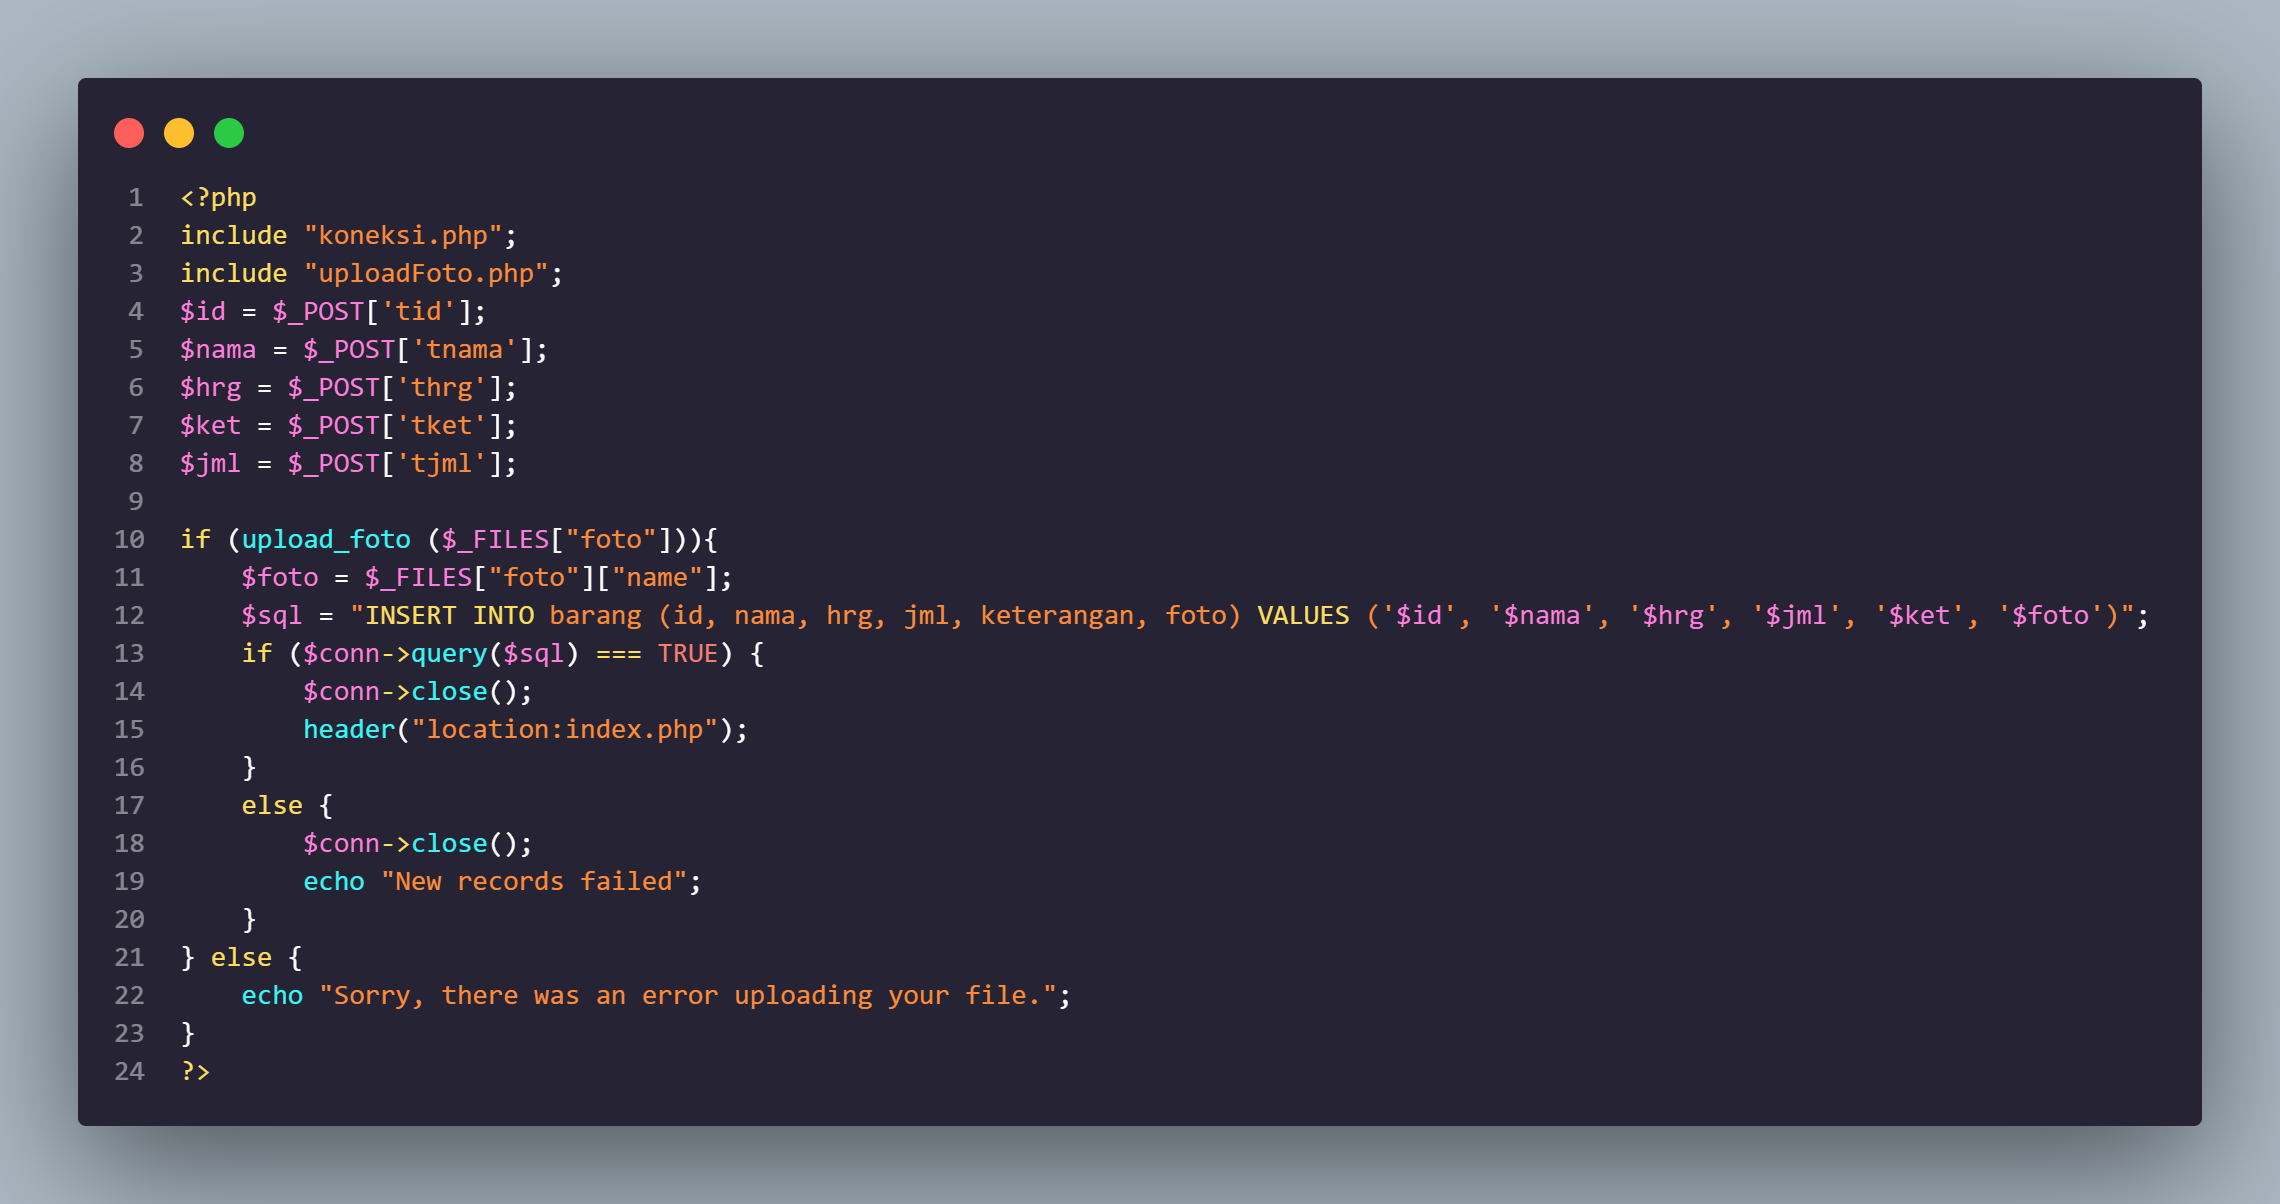 1 <?php
2 include "koneksi.php";
3 include "uploadFoto.php";
4 $id = $_POST['tid'];
5 $nama = $_POST['tnama'];
6 $hrg = $_POST['thrg'];
7 $ket = $_POST['tket'];
8 $jml = $_POST['tjml'];
9
10 if (upload_foto ($_FILES["foto"])){
11     $foto = $_FILES["foto"]["name"];
12     $sql = "INSERT INTO barang (id, nama, hrg, jml, keterangan, foto) VALUES ('$id', '$nama', '$hrg', '$jml', '$ket', '$foto')";
13     if ($conn->query($sql) === TRUE) {
14         $conn->close();
15         header("location:index.php");
16     }
17     else {
18         $conn->close();
19         echo "New records failed";
20     }
21 } else {
22     echo "Sorry, there was an error uploading your file.";
23 }
24 ?>